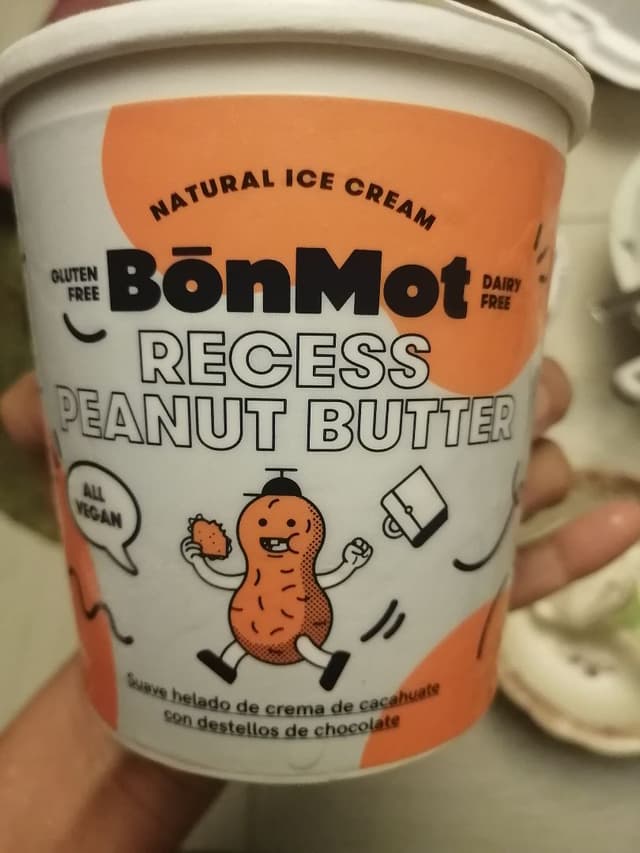 NATURAL ICE CREAM
GLUTEN
FREE
BōnMot
DAIRY
FREE
RECESS
PEANUT BUTTER
ALL
VEGAN
Suave helado de crema de cacahuate
con destellos de chocolate